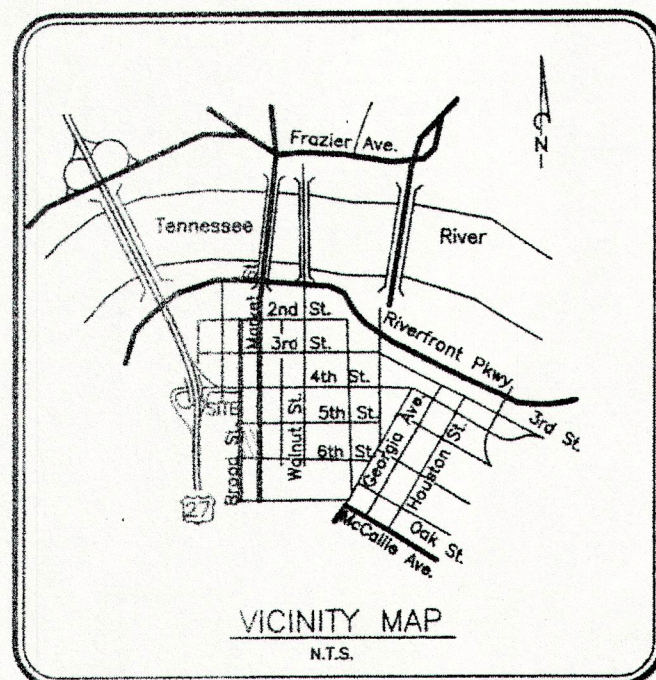 N
Frazier Ave.
Tennessee River
Market St.
2nd St.
Riverfront Pkwy.
3rd St.
4th St.
3rd St.
SITE
5th St.
Georgia Ave.
Houston St.
Walnut St.
6th St.
Broad St.
27
Oak St.
McCallie Ave.
VICINITY MAP
N.T.S.